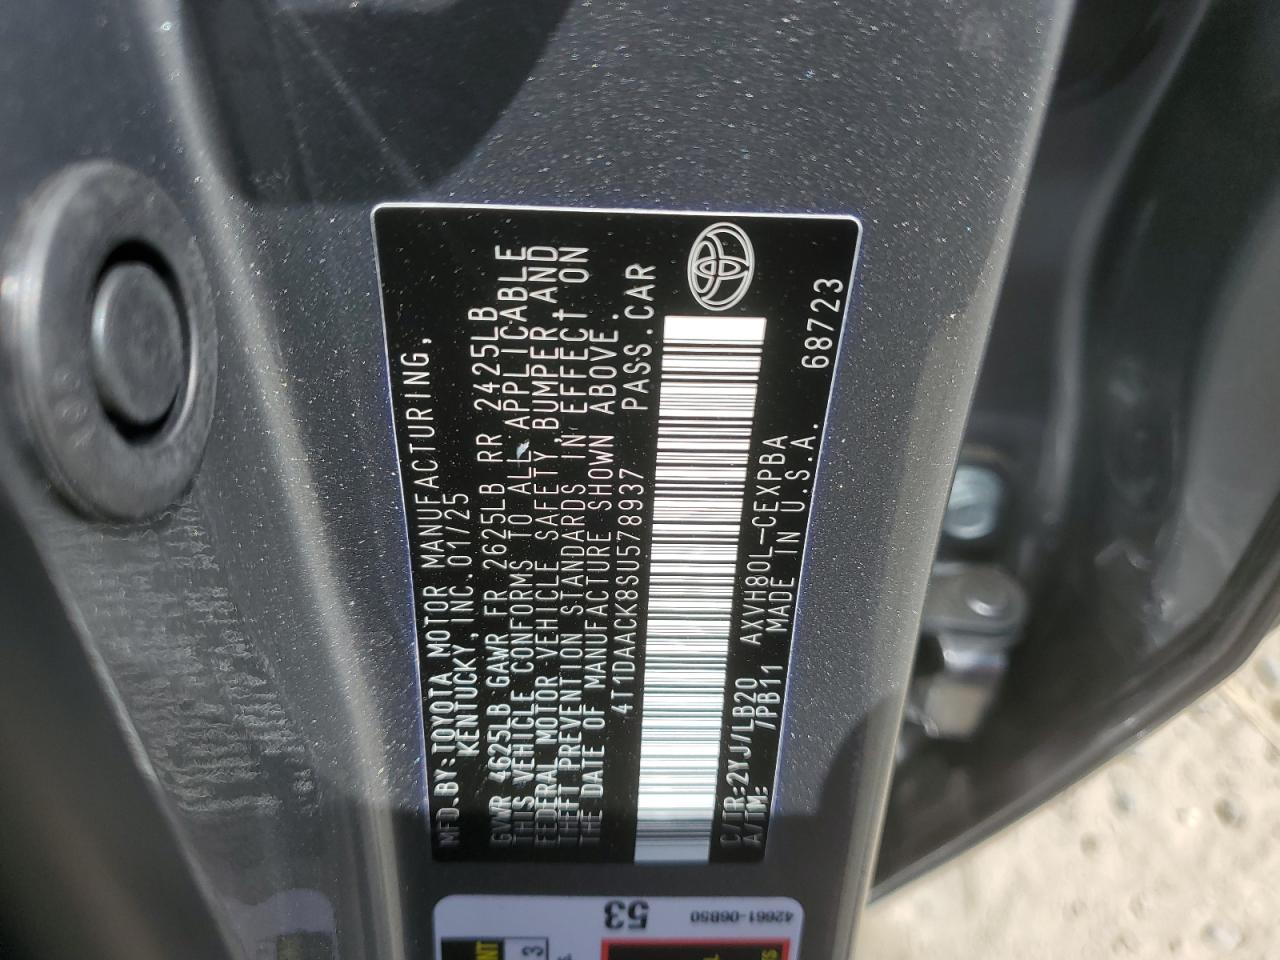 MFD.BY:TOYOTA MOTOR MANUFACTURING,
KENTUCKY, INC.01/25
GVWR 4625LB GAWR FR 2625LB RR 2425LB
THIS VEHICLE CONFORMS TO ALL APPLICABLE
FEDERAL MOTOR VEHICLE SAFETY,BUMPER,AND
THEFT PREVENTION STANDARDS IN EFFECT ON
THE DATE OF MANUFACTURE SHOWN ABOVE.
4T1DAACK8SU578937 PASS.CAR
C/TR:2YJ/LB20 AXVH80L-CEXPBA
A/TM: /PB11 MADE IN U.S.A. 68723
53
42661-06B50
3